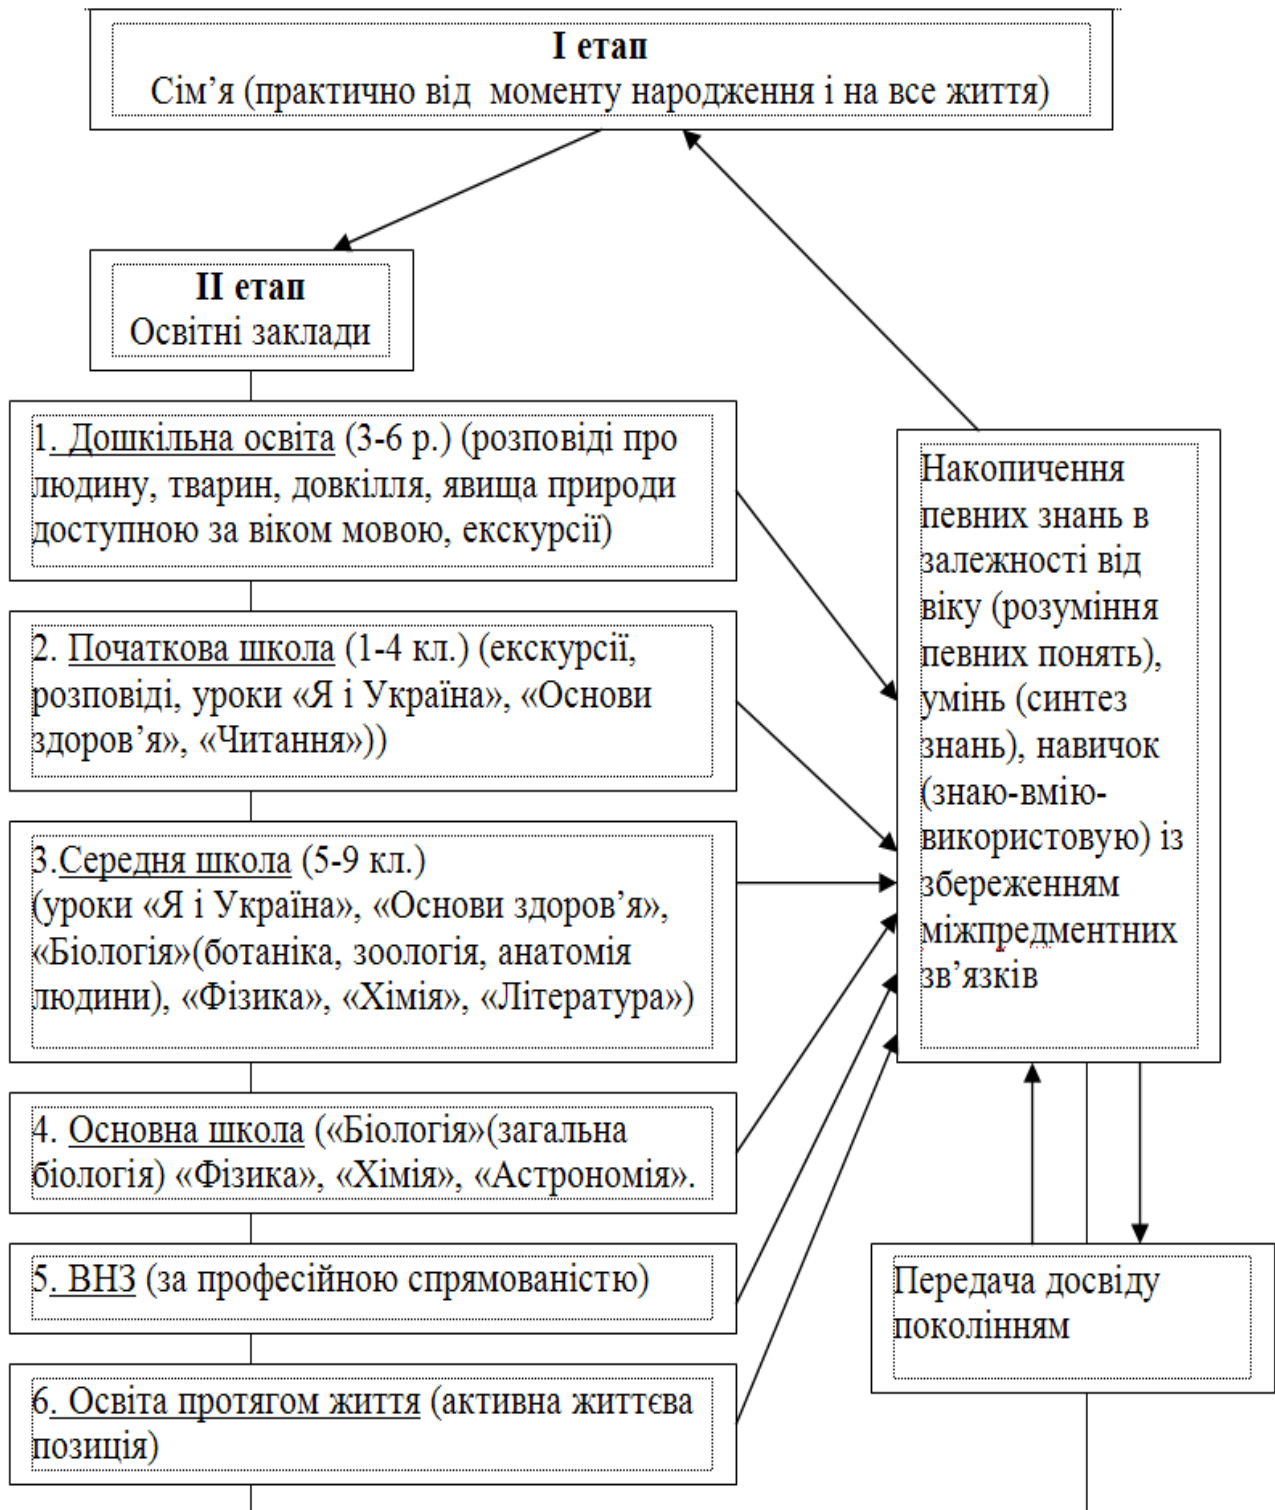 І етап
Сім’я (практично від моменту народження і на все життя)
ІІ етап
Освітні заклади
1. Дошкільна освіта (3-6 р.) (розповіді про
людину, тварин, довкілля, явища природи
доступною за віком мовою, екскурсії)
2. Початкова школа (1-4 кл.) (екскурсії,
розповіді, уроки «Я і Україна», «Основи
здоров’я», «Читання»))
3.Середня школа (5-9 кл.)
(уроки «Я і Україна», «Основи здоров’я»,
«Біологія»(ботаніка, зоологія, анатомія
людини), «Фізика», «Хімія», «Література»)
4. Основна школа («Біологія»(загальна
біологія) «Фізика», «Хімія», «Астрономія».
5. ВНЗ (за професійною спрямованістю)
6. Освіта протягом життя (активна життєва
позиція)
Накопичення
певних знань в
залежності від
віку (розуміння
певних понять),
умінь (синтез
знань), навичок
(знаю-вмію-
використовую) із
збереженням
міжпредментних
зв’язків
Передача досвіду
поколінням